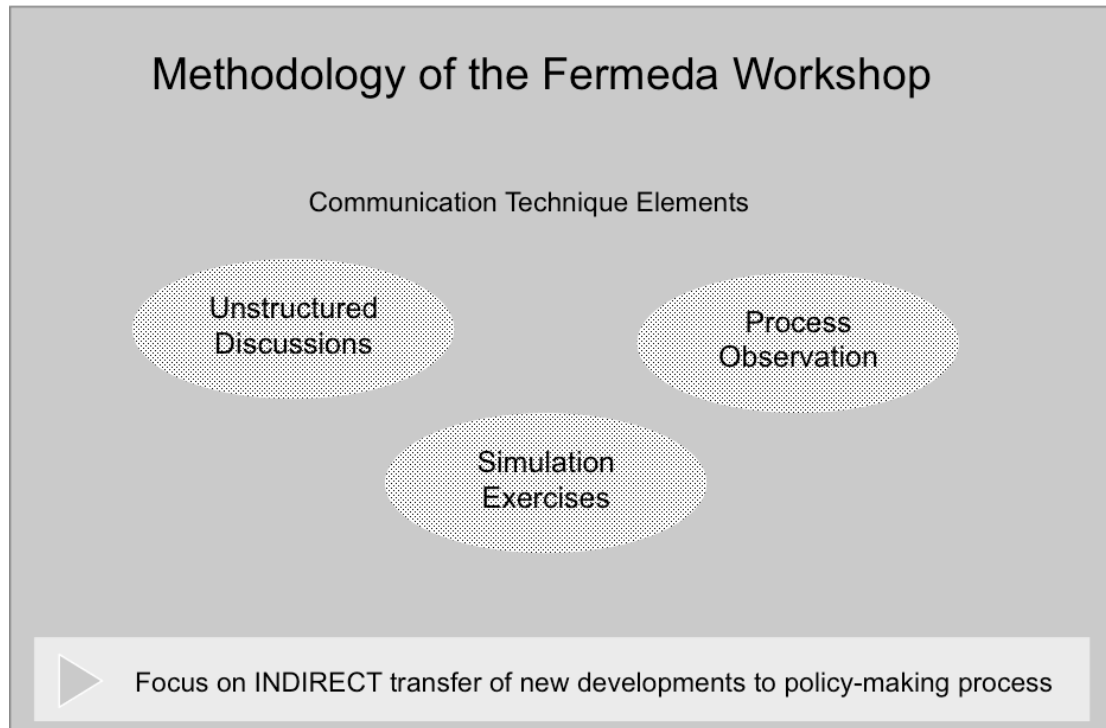 Methodology of the Fermeda Workshop
Communication Technique Elements
Unstructured
Discussions
Process
Observation
Simulation
Exercises
Focus on INDIRECT transfer of new developments to policy-making process